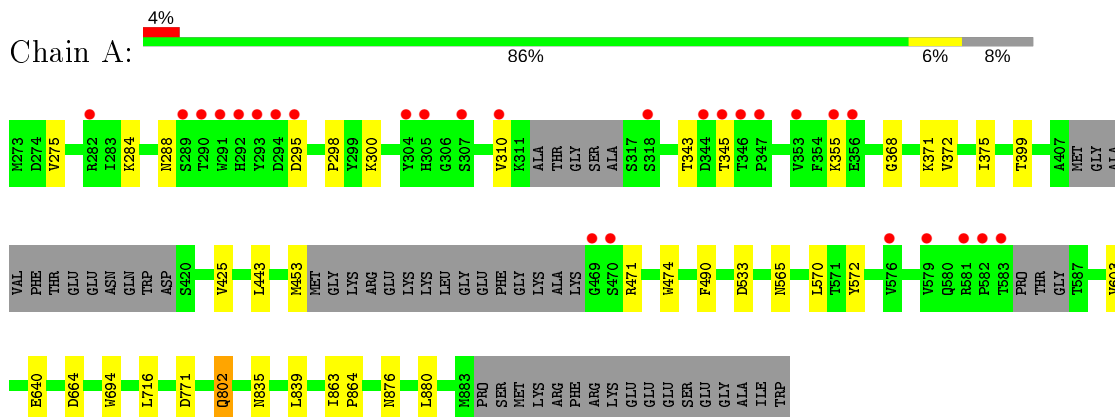 4%
Chain A:
86% 6% 8%
M273 D274 V275 R282 I283 K284 N288 S289 T290 W291 H292 Y293 D294 D295 P298 Y299 K300 Y304 H305 G306 S307 V310 K311 ALA THR GLY SER ALA S317 S318 T343 D344 T345 T346 P347 V353 F354 K355 E356 G368 K371 V372 I375 T399 A407 MET GLY ALA
VAL PHE THR GLU GLU ASN GLN TRP ASP S420 V425 L443 M453 MET GLY LYS ARG GLU LYS LYS LEU GLY GLU PHE GLY LYS ALA LYS G469 S470 R471 W474 F490 D533 N565 L570 T571 Y572 V576 V579 Q580 R581 P582 T583 PRO THR GLY T587 V603
E640 D664 W694 L716 D771 Q802 N835 L839 I863 P864 N876 L880 M883 PRO SER MET LYS ARG PHE ARG LYS GLU GLU GLU SER GLU GLY ALA ILE TRP